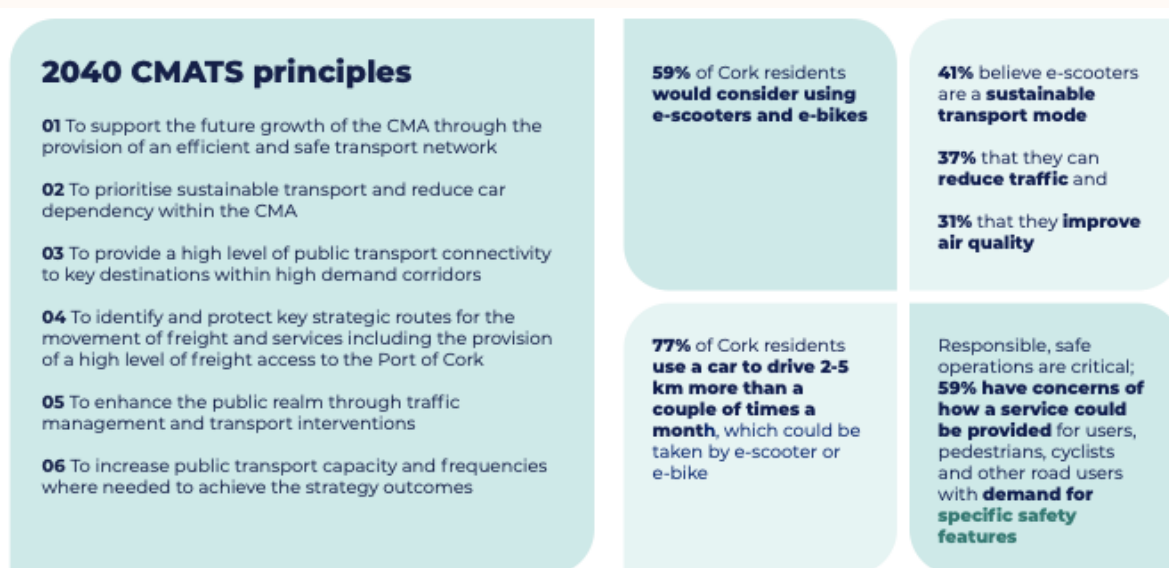 2040 CMATS principles
01 To support the future growth of the CMA through the
provision of an efficient and safe transport network
02 To prioritise sustainable transport and reduce car
dependency within the CMA
03 To provide a high level of public transport connectivity
to key destinations within high demand corridors
04 To identify and protect key strategic routes for the
movement of freight and services including the provision
of a high level of freight access to the Port of Cork
05 To enhance the public realm through traffic
management and transport interventions
06 To increase public transport capacity and frequencies
where needed to achieve the strategy outcomes
59% of Cork residents
would consider using
e-scooters and e-bikes
41% believe e-scooters
are a sustainable
transport mode
37% that they can
reduce traffic and
31% that they improve
air quality
77% of Cork residents
use a car to drive 2-5
km more than a
couple of times a
month, which could be
taken by e-scooter or
e-bike
Responsible, safe
operations are critical;
59% have concerns of
how a service could
be provided for users,
pedestrians, cyclists
and other road users
with demand for
specific safety
features